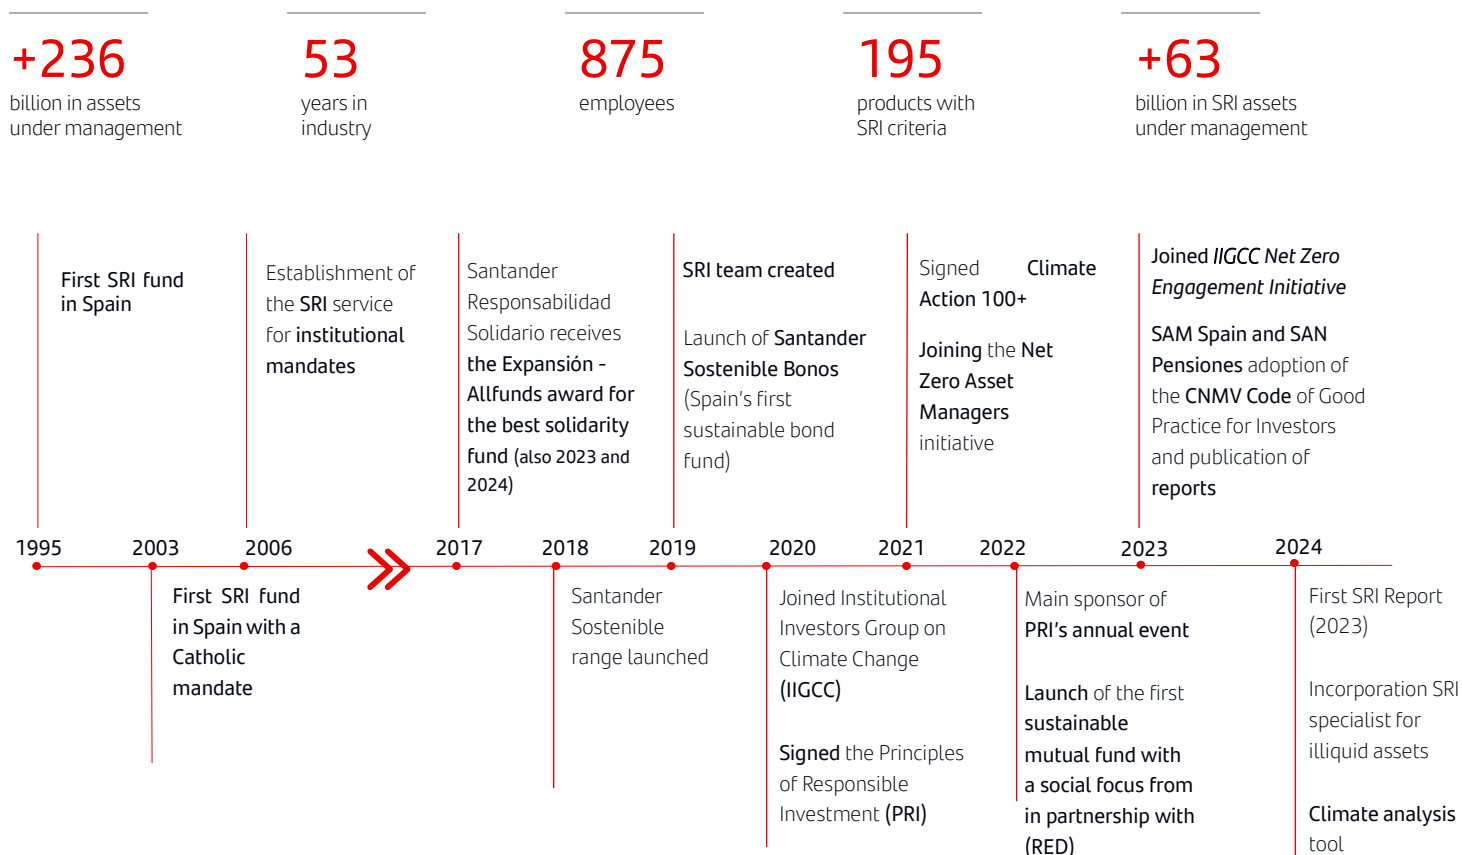 +236
billion in assets
under management
53
years in
industry
875
employees
195
products with
SRI criteria
+63
billion in SRI assets
under management
First SRI fund
in Spain
Establishment of
the SRI service
for institutional
mandates
Santander
Responsabilidad
Solidario receives
the Expansión -
Allfunds award for
the best solidarity
fund (also 2023 and
2024)
SRI team created
Launch of Santander
Sostenible Bonos
(Spain's first
sustainable bond
fund)
Signed Climate
Action 100+
Joining the Net
Zero Asset
Managers
initiative
Joined IIGCC Net Zero
Engagement Initiative
SAM Spain and SAN
Pensiones adoption of
the CNMV Code of Good
Practice for Investors
and publication of
reports
1995 2003 2006 2017 2018 2019 2020 2021 2022 2023 2024
First SRI fund
in Spain with a
Catholic
mandate
Santander
Sostenible
range launched
Joined Institutional
Investors Group on
Climate Change
(IIGCC)
Signed the Principles
of Responsible
Investment (PRI)
Main sponsor of
PRI's annual event
Launch of the first
sustainable
mutual fund with
a social focus from
in partnership with
(RED)
First SRI Report
(2023)
Incorporation SRI
specialist for
illiquid assets
Climate analysis
tool